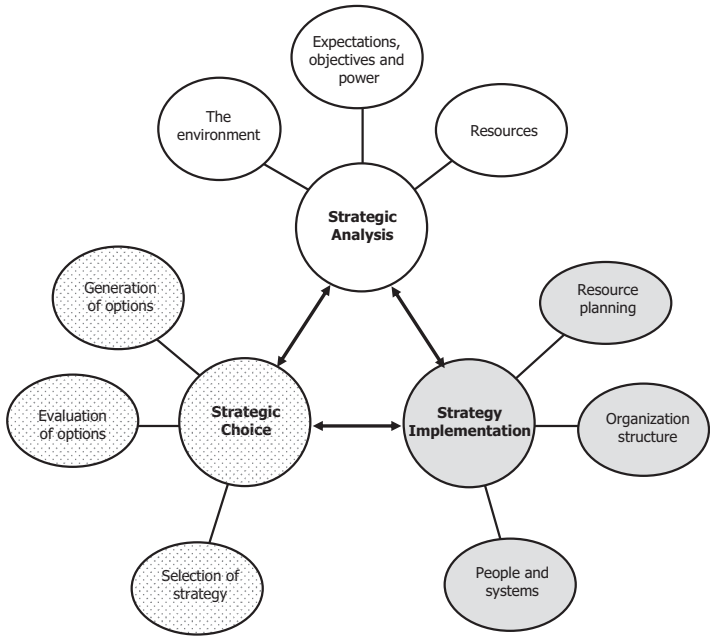 Expectations,
objectives and
power
The
environment
Resources
Strategic
Analysis
Generation
of options
Resource
planning
Evaluation
of options
Strategic
Choice
Strategy
Implementation
Organization
structure
Selection of
strategy
People and
systems